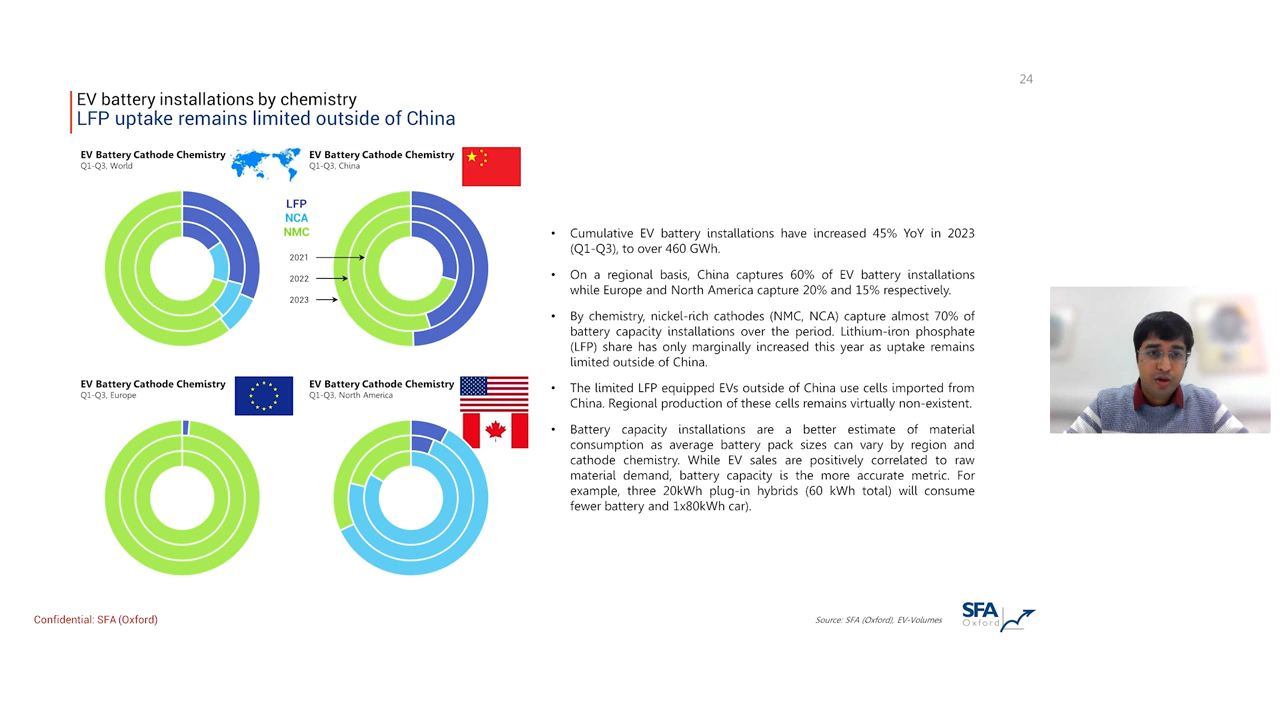 24
EV battery installations by chemistry
LFP uptake remains limited outside of China
EV Battery Cathode Chemistry
Q1-Q3, World
EV Battery Cathode Chemistry
Q1-Q3, China
LFP
NCA
NMC
2021
2022
2023
EV Battery Cathode Chemistry
Q1-Q3, Europe
EV Battery Cathode Chemistry
Q1-Q3, North America
• Cumulative EV battery installations have increased 45% YoY in 2023
(Q1-Q3), to over 460 GWh.
• On a regional basis, China captures 60% of EV battery installations
while Europe and North America capture 20% and 15% respectively.
• By chemistry, nickel-rich cathodes (NMC, NCA) capture almost 70% of
battery capacity installations over the period. Lithium-iron phosphate
(LFP) share has only marginally increased this year as uptake remains
limited outside of China.
• The limited LFP equipped EVs outside of China use cells imported from
China. Regional production of these cells remains virtually non-existent.
• Battery capacity installations are a better estimate of material
consumption as average battery pack sizes can vary by region and
cathode chemistry. While EV sales are positively correlated to raw
material demand, battery capacity is the more accurate metric. For
example, three 20kWh plug-in hybrids (60 kWh total) will consume
fewer battery and 1x80kWh car).
Confidential: SFA (Oxford)
Source: SFA (Oxford), EV-Volumes
SFA
Oxford